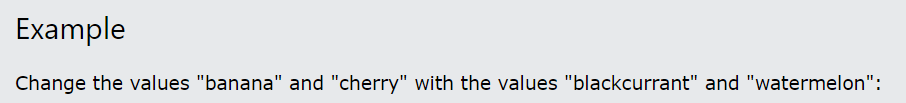 Example
Change the values "banana" and "cherry" with the values "blackcurrant" and "watermelon":